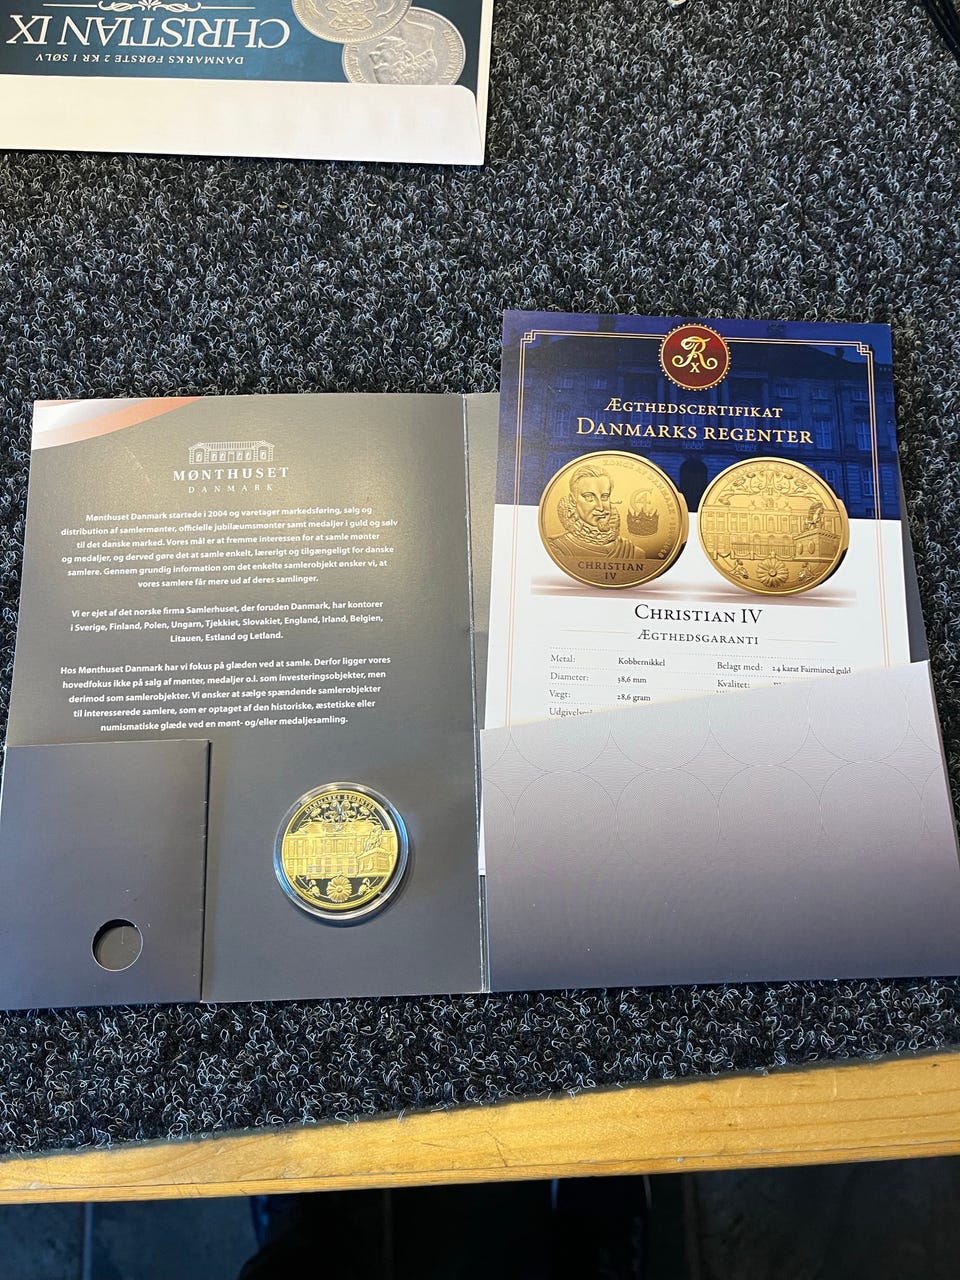 CHRISTIAN IX
DANMARKS FØRSTE 2 KR I SØLV
MØNTHUSET
DANMARK
Mønthuset Danmark startede i 2004 og varetager markedsføring, salg og
distribution af samlermønter, officielle jubilæumsmønter samt medaljer i guld og sølv
til det danske marked. Vores mål er at fremme interessen for at samle mønter
og medaljer, og derved gøre det at samle enkelt, lærerigt og tilgængeligt for danske
samlere. Gennem grundig information om det enkelte samlerobjekt ønsker vi, at
vores samlere får mere ud af deres samlinger.
Vi er ejet af det norske firma Samlerhuset, der foruden Danmark, har kontorer
i Sverige, Finland, Polen, Ungarn, Tjekkiet, Slovakiet, England, Irland, Belgien,
Litauen, Estland og Letland.
Hos Mønthuset Danmark har vi fokus på glæden ved at samle. Derfor ligger vores
hovedfokus ikke på salg af mønter, medaljer o.l. som investeringsobjekter, men
derimod som samlerobjekter. Vi ønsker at sælge spændende samlerobjekter
til interesserede samlere, som er optaget af den historiske, æstetiske eller
numismatiske glæde ved en mønt- og/eller medaljesamling.
DANMARKS REGENTER
ÆGTHEDSCERTIFIKAT
DANMARKS REGENTER
CHRISTIAN
IV
CHRISTIAN IV
ÆGTHEDSGARANTI
Metal: Kobbernikkel Belagt med: 24 karat Fairmined guld
Diameter: 38,6 mm Kvalitet:
Vægt: 28,6 gram